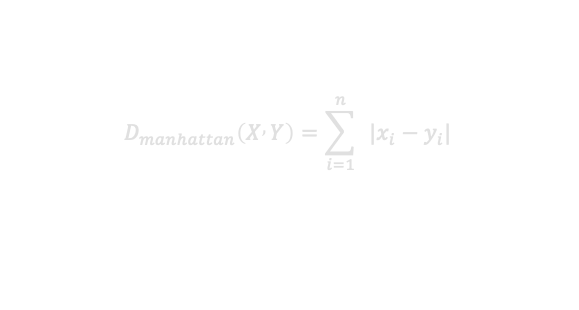 D_manhattan(X, Y) = ∑_{i=1}^{n} |x_i − y_i|